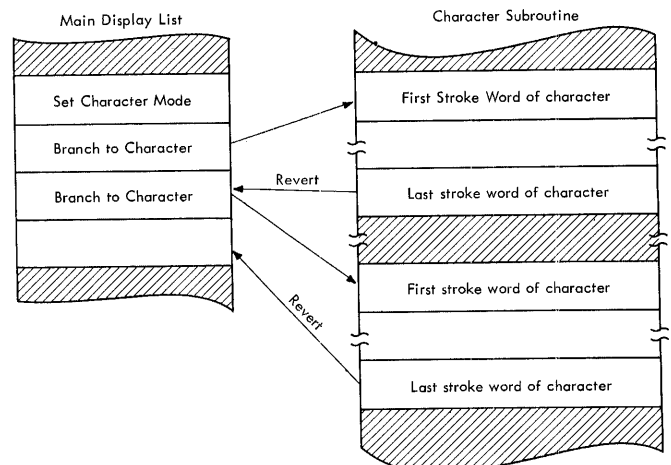 Main Display List
Character Subroutine
Set Character Mode
Branch to Character
Branch to Character
First Stroke Word of character
Revert
Last stroke word of character
First stroke word of character
Revert
Last stroke word of character